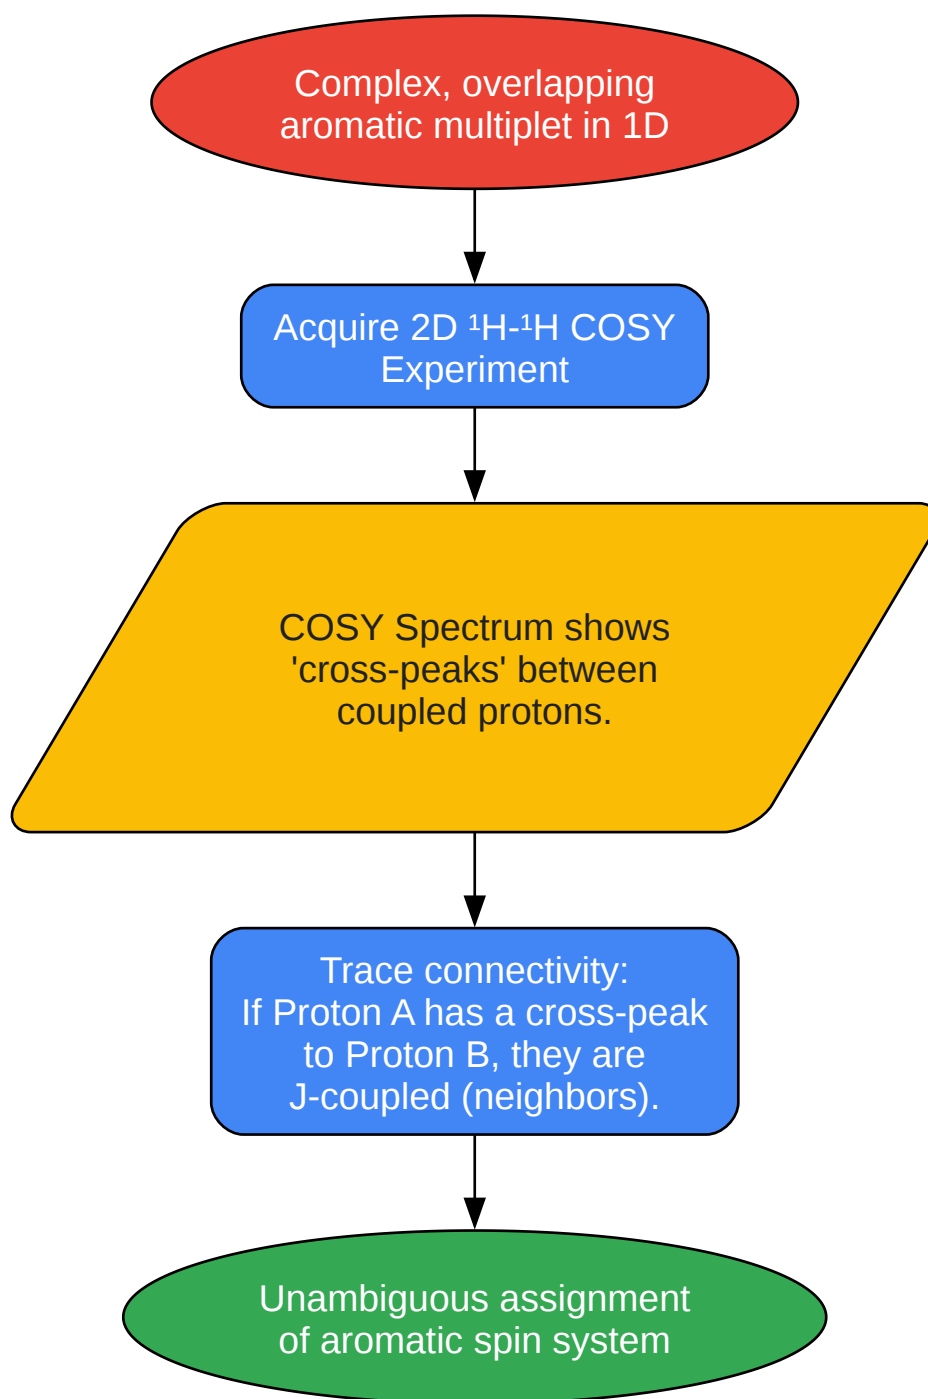 Complex, overlapping
aromatic multiplet in 1D
Acquire 2D ¹H-¹H COSY
Experiment
COSY Spectrum shows
'cross-peaks' between
coupled protons.
Trace connectivity:
If Proton A has a cross-peak
to Proton B, they are
J-coupled (neighbors).
Unambiguous assignment
of aromatic spin system